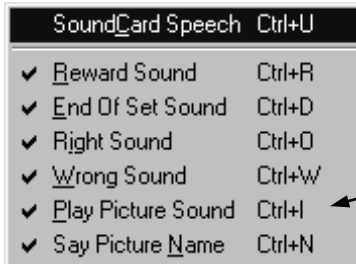 SoundCard Speech Ctrl+U
Reward Sound Ctrl+R
End Of Set Sound Ctrl+D
Right Sound Ctrl+O
Wrong Sound Ctrl+W
Play Picture Sound Ctrl+I
Say Picture Name Ctrl+N